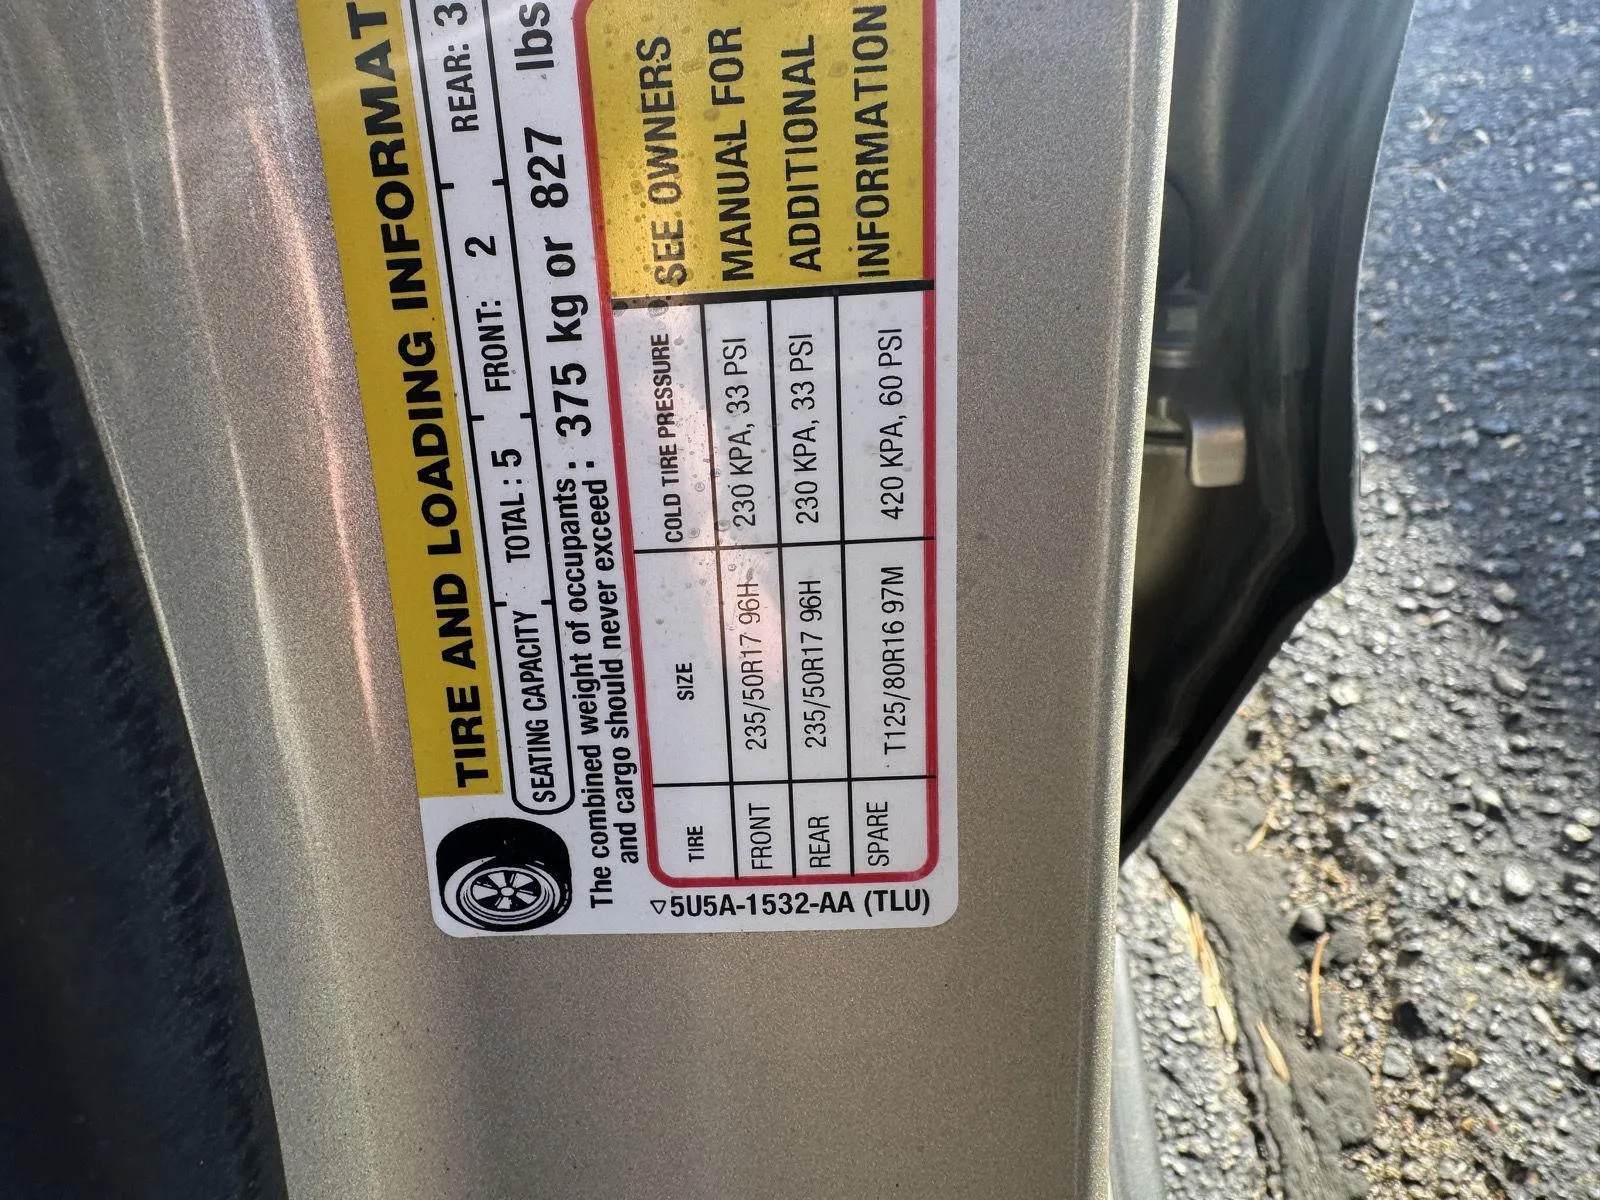 TIRE AND LOADING INFORMAT
SEATING CAPACITY TOTAL : 5 FRONT: 2 REAR: 3
The combined weight of occupants and cargo should never exceed : 375 kg or 827 lbs
TIRE SIZE COLD TIRE PRESSURE
FRONT 235/50R17 96H 230 KPA, 33 PSI
REAR 235/50R17 96H 230 KPA, 33 PSI
SPARE T125/80R16 97M 420 KPA, 60 PSI
SEE OWNERS
MANUAL FOR
ADDITIONAL
INFORMATION
5U5A-1532-AA (TLU)